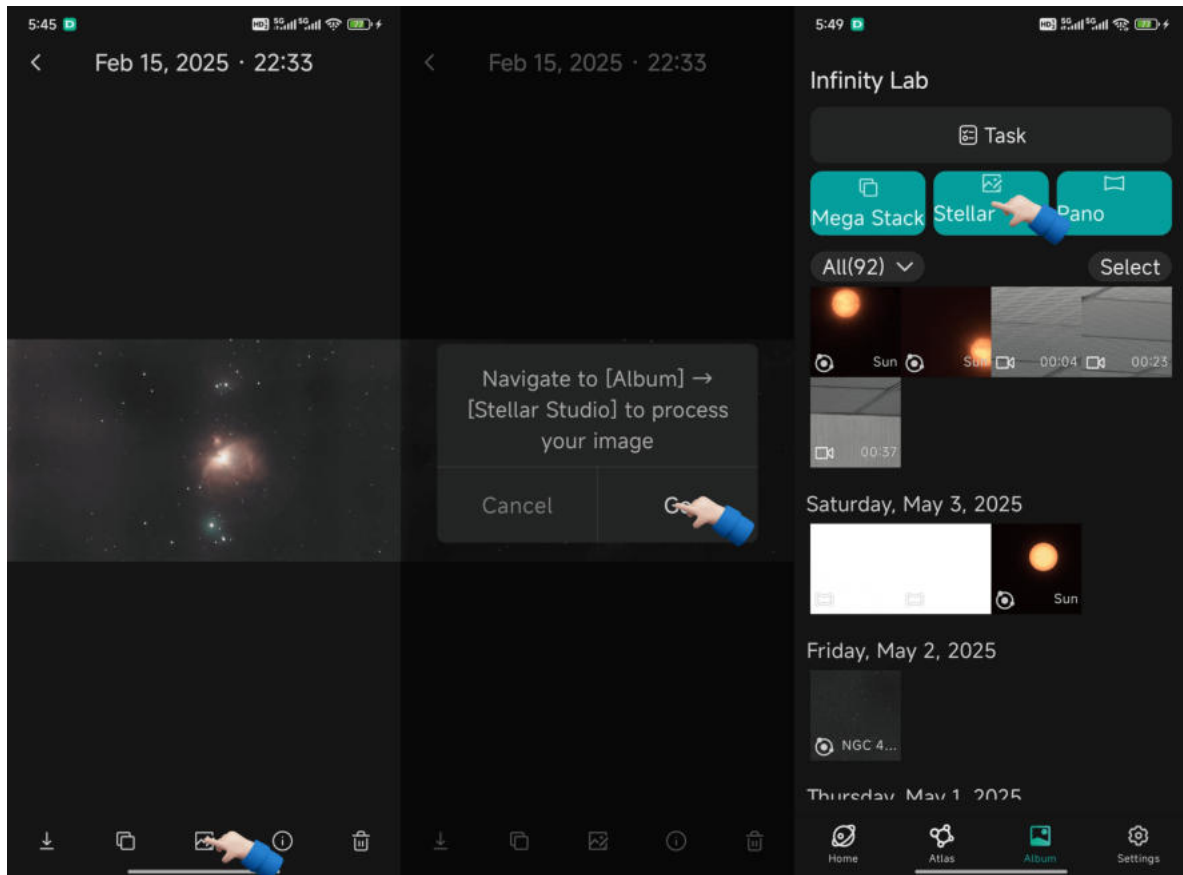 5:45
Feb 15, 2025 · 22:33
Feb 15, 2025 · 22:33
Navigate to [Album] →
[Stellar Studio] to process
your image
Cancel
5:49
Infinity Lab
Task
Mega Stack
Stellar
Pano
All(92)
Select
Sun
00:04
00:23
00:37
Saturday, May 3, 2025
Sun
Friday, May 2, 2025
NGC 4...
Thursday, May 1, 2025
Home
Atlas
Album
Settings